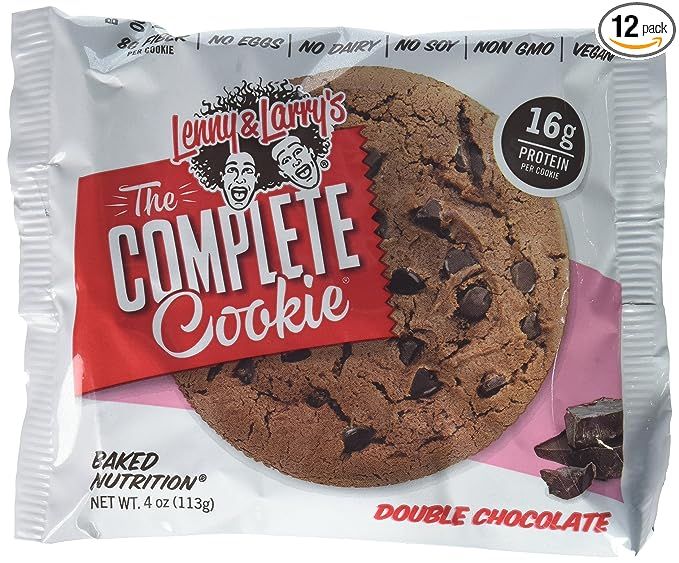 12 pack
PER COOKIE
NO EGGS
NO DAIRY
NO SOY
NON GMO
VEGAN
Lenny & Larry's
®
The
COMPLETE
Cookie®
16g
PROTEIN
PER COOKIE
BAKED
NUTRITION®
NET WT. 4 oz (113g)
DOUBLE CHOCOLATE